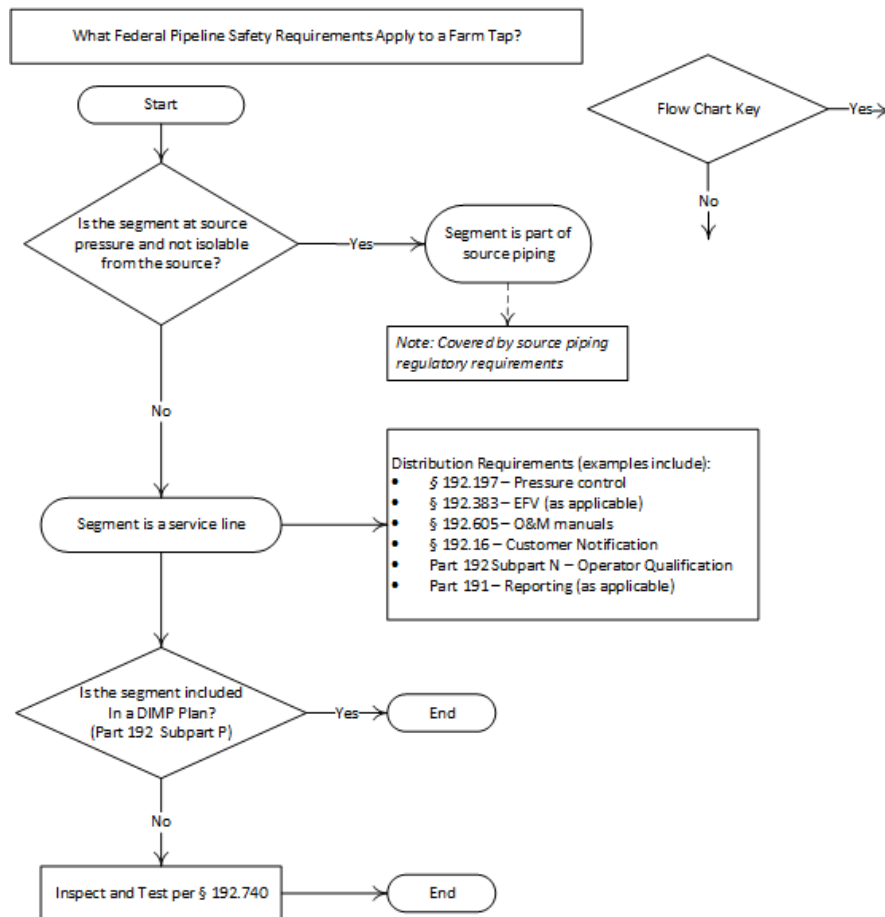 What Federal Pipeline Safety Requirements Apply to a Farm Tap?
Start
Flow Chart Key
Yes
No
Is the segment at source
pressure and not isolable
from the source?
Yes
Segment is part of
source piping
Note: Covered by source piping
regulatory requirements
No
Segment is a service line
Distribution Requirements (examples include):
• § 192.197 – Pressure control
• § 192.383 – EFV (as applicable)
• § 192.605 – O&M manuals
• § 192.16 – Customer Notification
• Part 192 Subpart N – Operator Qualification
• Part 191 – Reporting (as applicable)
Is the segment included
In a DIMP Plan?
(Part 192 Subpart P)
Yes
End
No
Inspect and Test per § 192.740
End